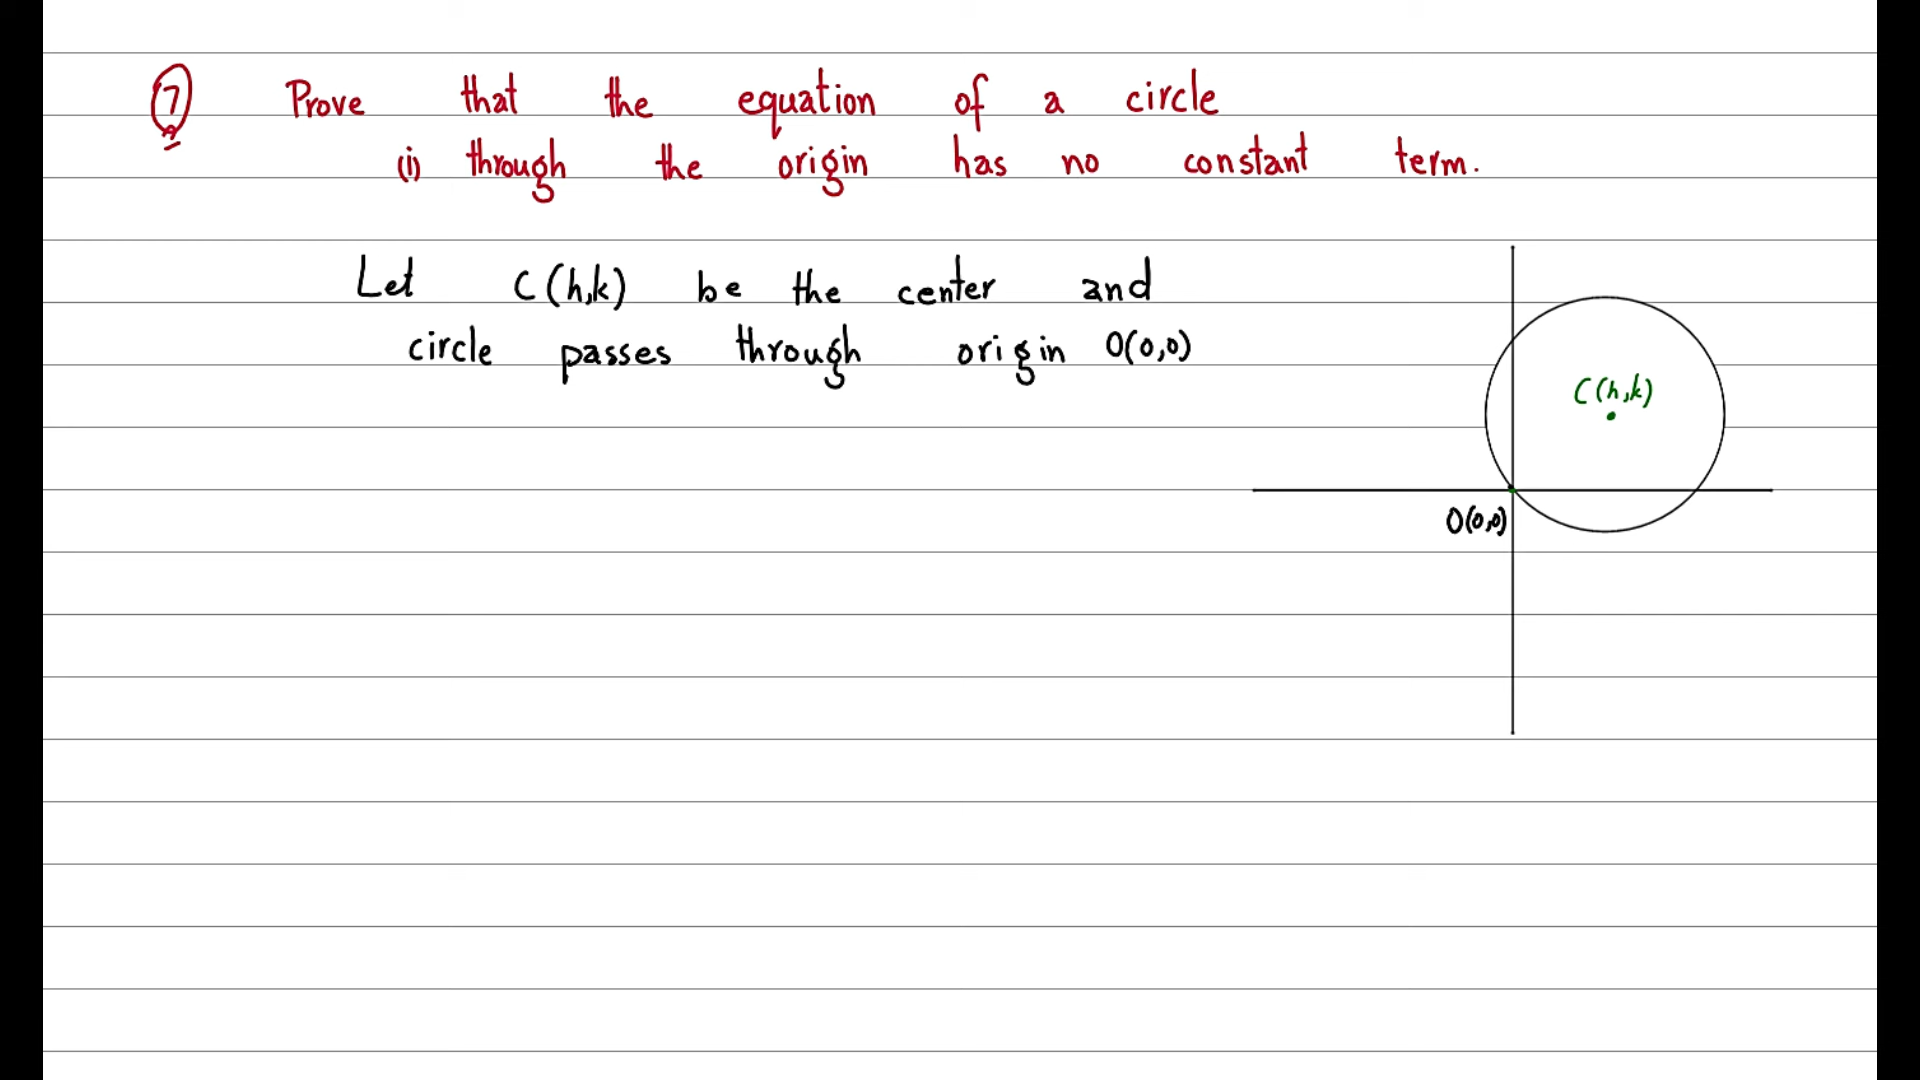 7 Prove that the equation of a circle
(i) through the origin has no constant term.
Let C(h,k) be the center and
circle passes through origin O(0,0)
C(h,k)
O(0,0)